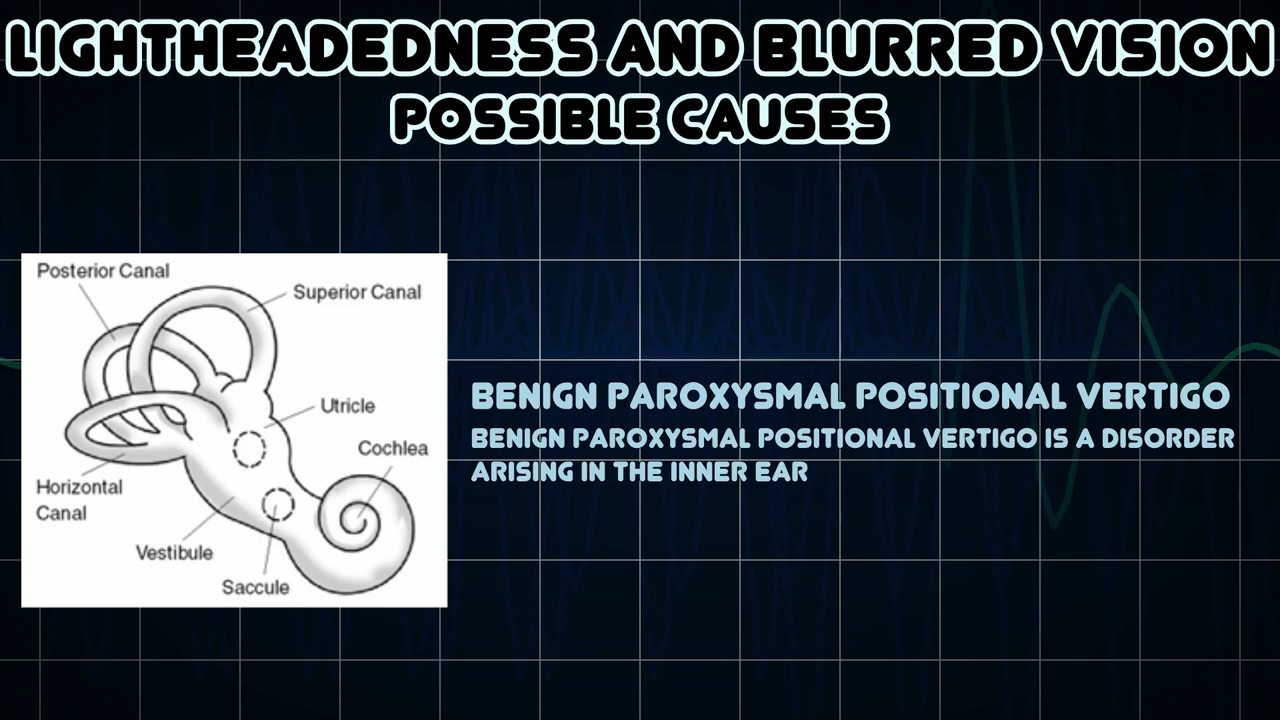 LIGHTHEADEDNESS AND BLURRED VISION
POSSIBLE CAUSES
Posterior Canal
Superior Canal
Utricle
Cochlea
Horizontal
Canal
Vestibule
Saccule
BENIGN PAROXYSMAL POSITIONAL VERTIGO
BENIGN PAROXYSMAL POSITIONAL VERTIGO IS A DISORDER
ARISING IN THE INNER EAR